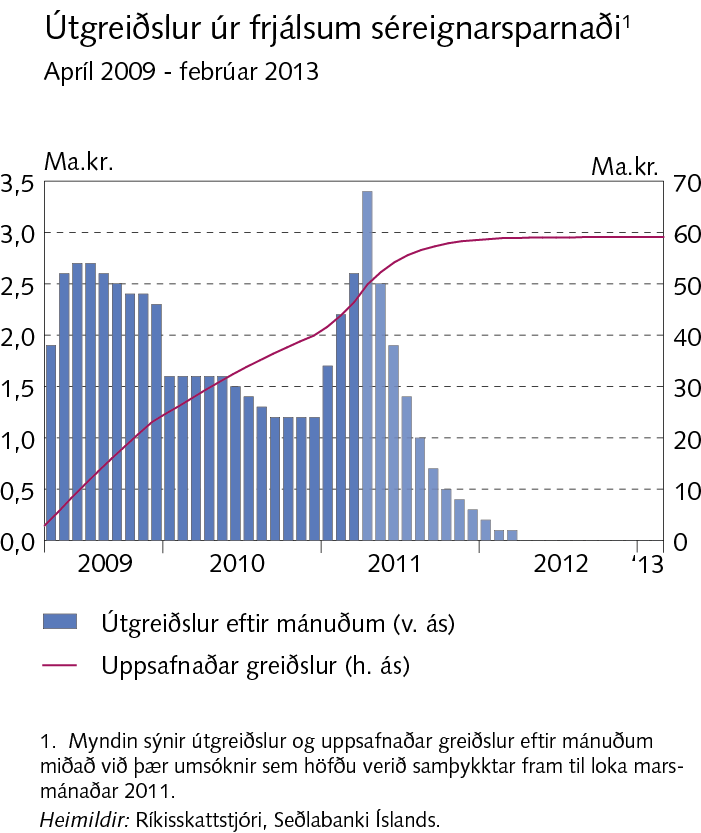 Útgreiðslur úr frjálsum séreignarsparnaði¹
Apríl 2009 - febrúar 2013
Ma.kr.
Ma.kr.
3,5
70
3,0
60
2,5
50
2,0
40
1,5
30
1,0
20
0,5
10
0,0
0
2009
2010
2011
2012
‘13
Útgreiðslur eftir mánuðum (v. ás)
Uppsafnaðar greiðslur (h. ás)
1. Myndin sýnir útgreiðslur og uppsafnaðar greiðslur eftir mánuðum
miðað við þær umsóknir sem höfðu verið samþykktar fram til loka mars-
mánaðar 2011.
Heimildir: Ríkisskattstjóri, Seðlabanki Íslands.